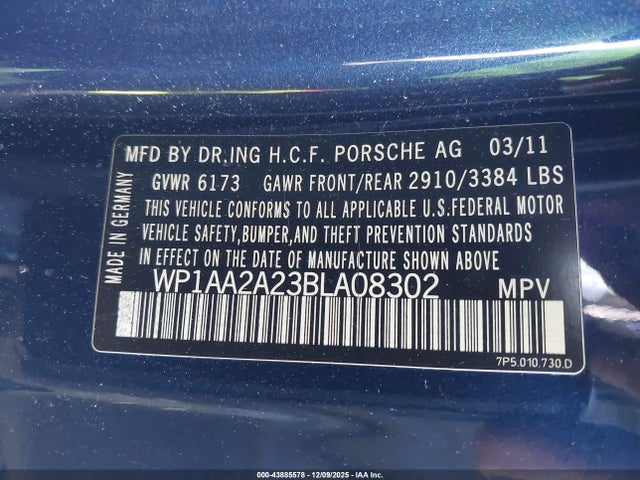 MFD BY DR.ING H.C.F. PORSCHE AG 03/11
GVWR 6173 GAWR FRONT/REAR 2910/3384 LBS
THIS VEHICLE CONFORMS TO ALL APPLICABLE U.S.FEDERAL MOTOR
VEHICLE SAFETY,BUMPER,AND THEFT PREVENTION STANDARDS
IN EFFECT ON THE DATE OF MANUFACTURE SHOWN ABOVE
WP1AA2A23BLA08302 MPV
MADE IN GERMANY
7P5.010.730.D
000-43885578 - 12/09/2025 - IAAI.COM